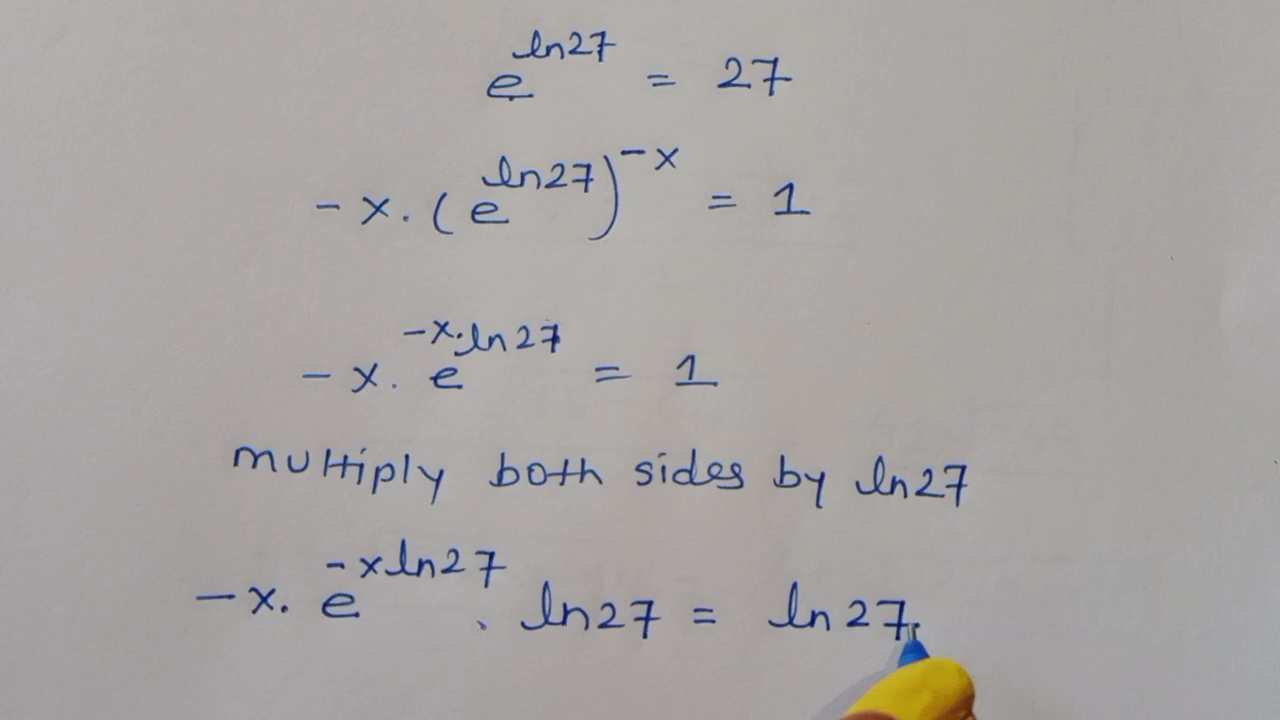 e^ln27 = 27
-x. (e^ln27)^-x = 1
-x. e^-x.ln27 = 1
multiply both sides by ln27
-x. e^-xln27 . ln27 = ln27